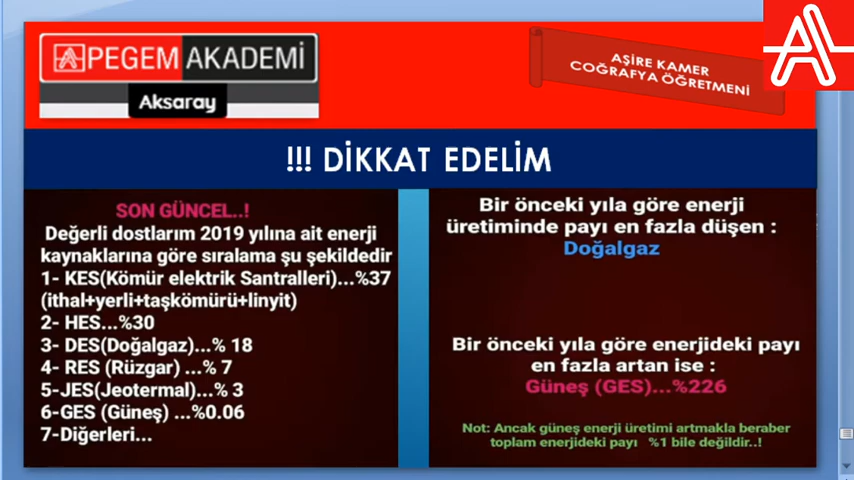 PEGEM AKADEMİ
Aksaray
AŞİRE KAMER
COĞRAFYA ÖĞRETMENİ
!!! DİKKAT EDELİM
SON GÜNCEL..!
Değerli dostlarım 2019 yılına ait enerji
kaynaklarına göre sıralama şu şekildedir
1- KES(Kömür elektrik Santralleri)...%37
(ithal+yerli+taşkömürü+linyit)
2- HES...%30
3- DES(Doğalgaz)...% 18
4- RES (Rüzgar) ...% 7
5-JES(Jeotermal)...% 3
6-GES (Güneş) ...%0.06
7-Diğerleri...
Bir önceki yıla göre enerji
üretiminde payı en fazla düşen :
Doğalgaz
Bir önceki yıla göre enerjideki payı
en fazla artan ise :
Güneş (GES)...%226
Not: Ancak güneş enerji üretimi artmakla beraber
toplam enerjideki payı %1 bile değildir..!